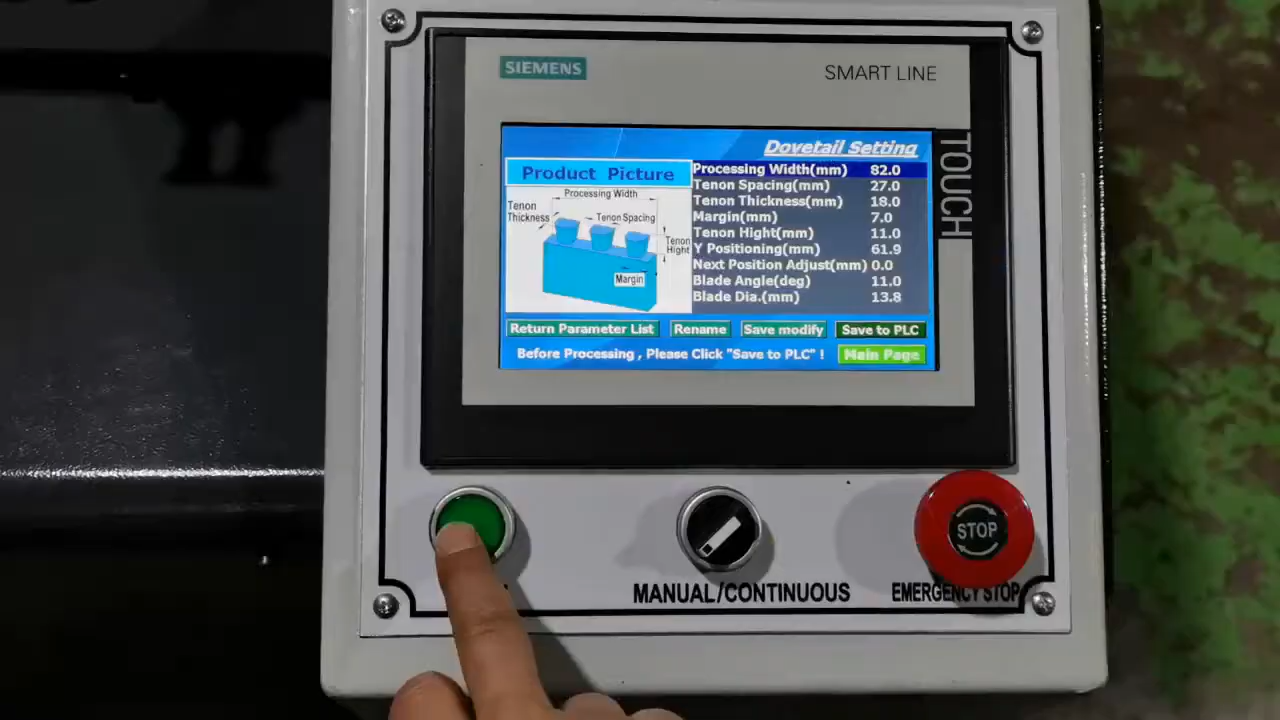 SIEMENS
SMART LINE
TOUCH
Dovetail Setting
Product Picture
Processing Width
Tenon
Thickness
Tenon Spacing
Tenon
Hight
Margin
Processing Width(mm) 82.0
Tenon Spacing(mm) 27.0
Tenon Thickness(mm) 18.0
Margin(mm) 7.0
Tenon Hight(mm) 11.0
Y Positioning(mm) 61.9
Next Position Adjust(mm) 0.0
Blade Angle(deg) 11.0
Blade Dia.(mm) 13.8
Return Parameter List Rename Save modify Save to PLC
Before Processing , Please Click "Save to PLC" ! Main Page
STOP
MANUAL/CONTINUOUS
EMERGENCY STOP